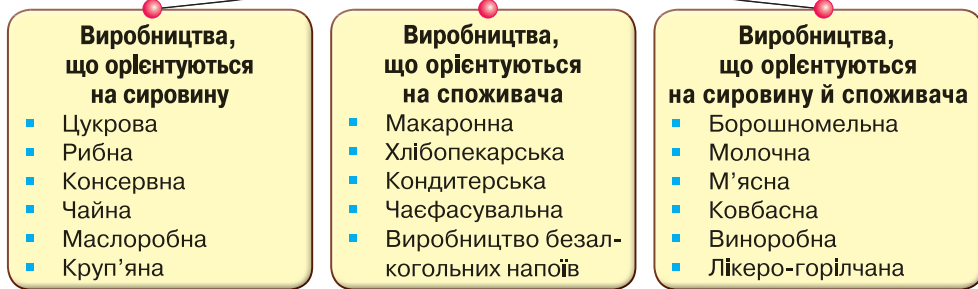 Виробництва,
що орієнтуються
на сировину
Цукрова
Рибна
Консервна
Чайна
Маслоробна
Круп’яна
Виробництва,
що орієнтуються
на споживача
Макаронна
Хлібопекарська
Кондитерська
Чаєфасувальна
Виробництво безал-
когольних напоїв
Виробництва,
що орієнтуються
на сировину й споживача
Борошномельна
Молочна
М’ясна
Ковбасна
Виноробна
Лікеро-горілчана